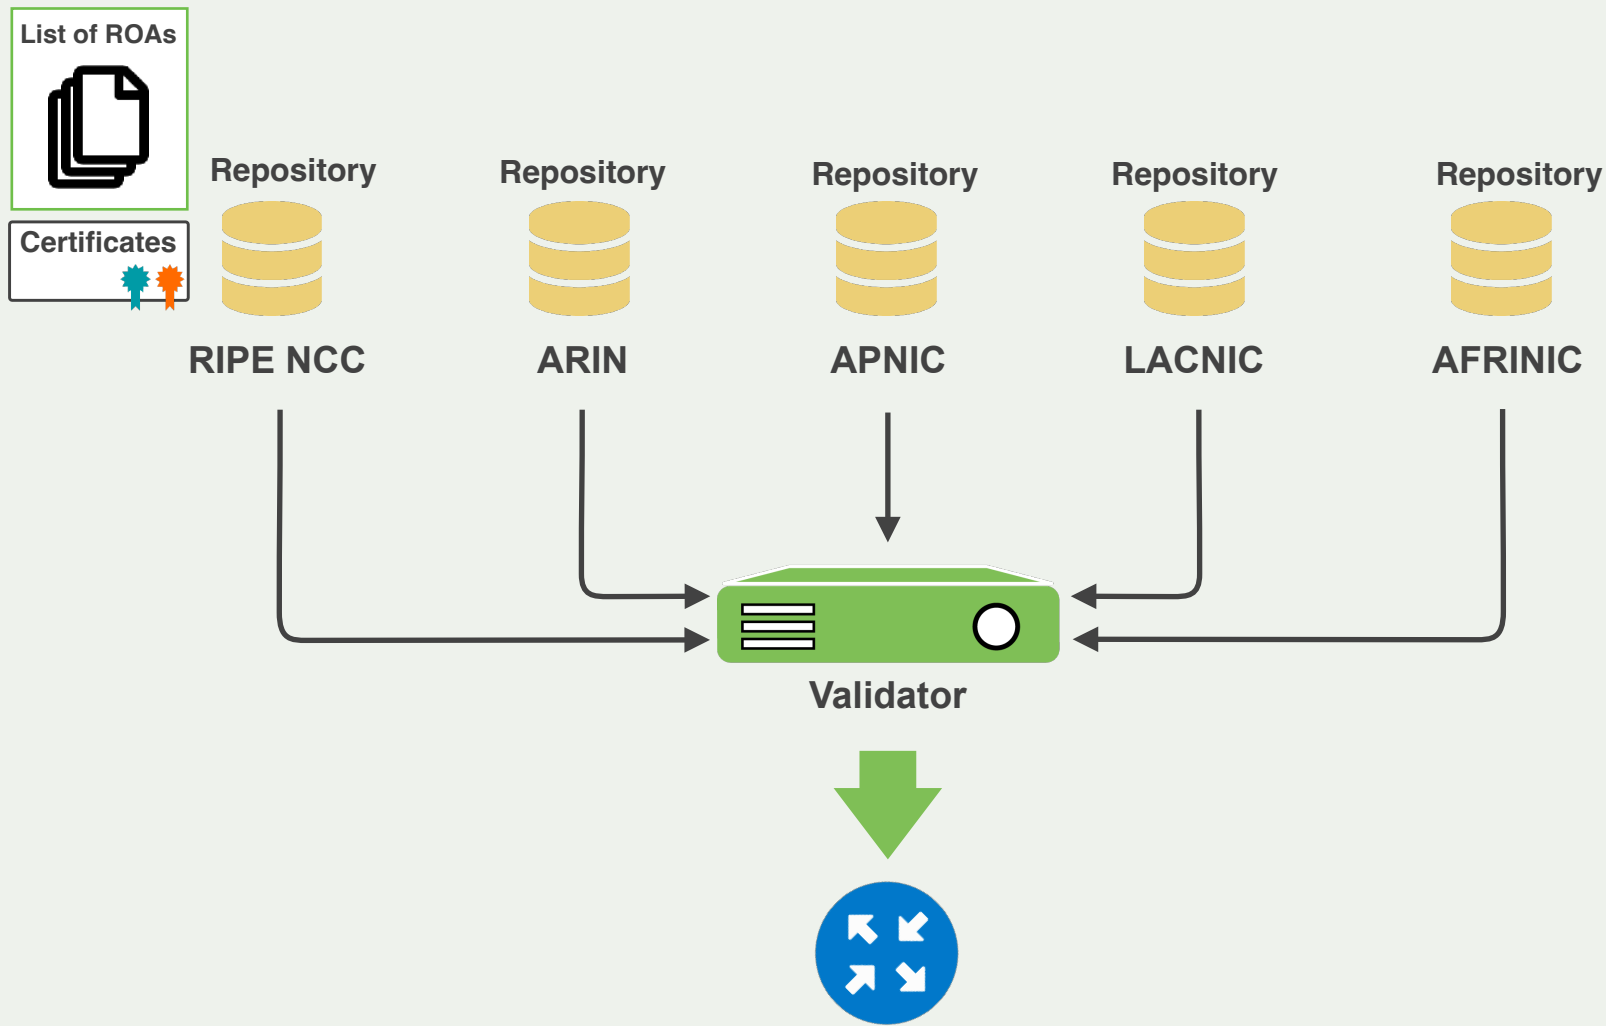 List of ROAs
Certificates
Repository
Repository
Repository
Repository
Repository
RIPE NCC
ARIN
APNIC
LACNIC
AFRINIC
Validator